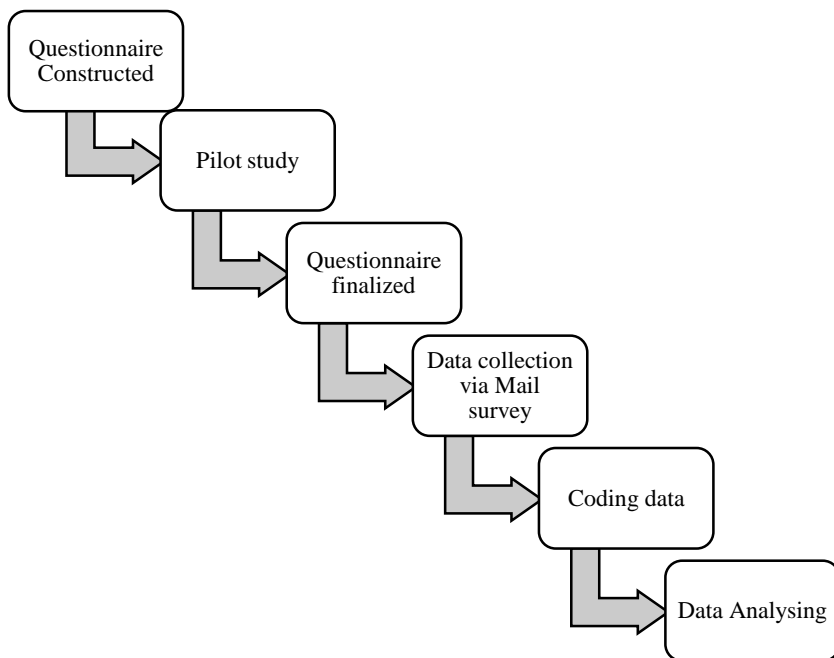 Questionnaire
Constructed
Pilot study
Questionnaire
finalized
Data collection
via Mail
survey
Coding data
Data Analysing